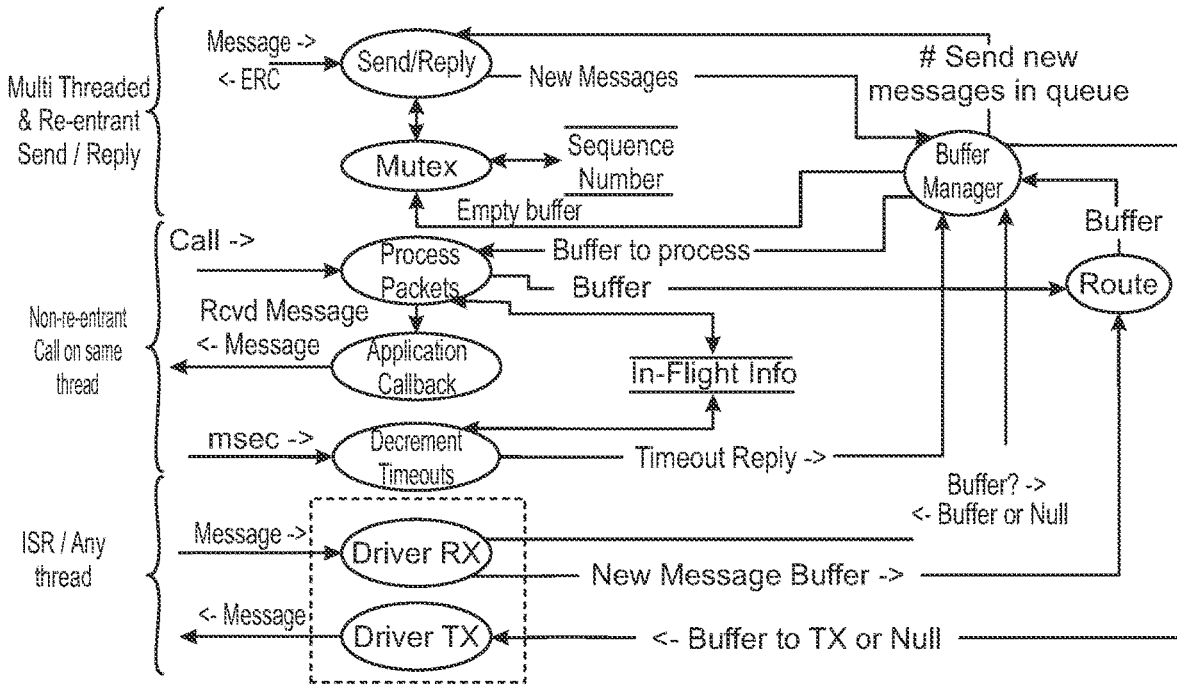 Message ->
<- ERC
Send/Reply
New Messages
# Send new
messages in queue
Multi Threaded
& Re-entrant
Send / Reply
Mutex
Sequence
Number
Buffer
Manager
Empty buffer
Call ->
Process
Packets
Buffer to process
Buffer
Buffer
Route
Rcvd Message
<- Message
Non-re-entrant
Call on same
thread
Application
Callback
In-Flight Info
msec ->
Decrement
Timeouts
Timeout Reply ->
Buffer? ->
<- Buffer or Null
ISR / Any
thread
Message ->
Driver RX
New Message Buffer ->
<- Message
Driver TX
<- Buffer to TX or Null